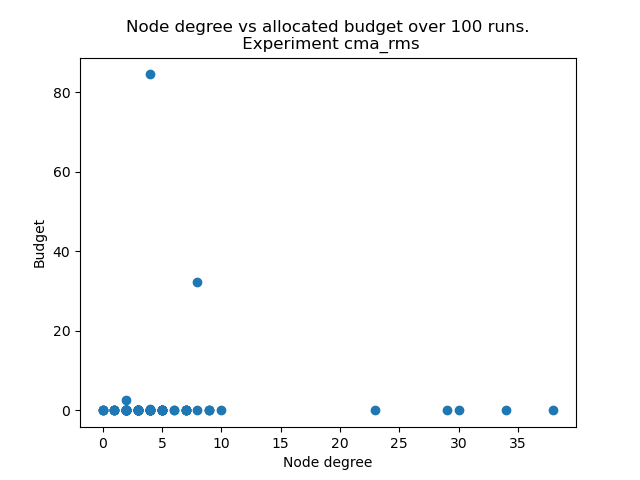 Node degree vs allocated budget over 100 runs.
Experiment cma_rms
80
60
40
20
0
Budget
0 5 10 15 20 25 30 35
Node degree